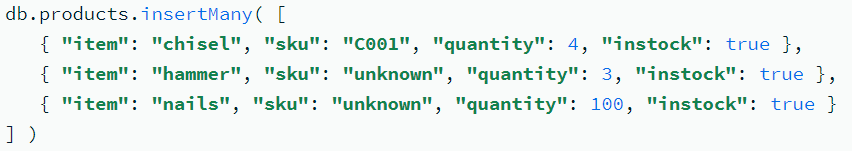 db.products.insertMany( [
   { "item": "chisel", "sku": "C001", "quantity": 4, "instock": true },
   { "item": "hammer", "sku": "unknown", "quantity": 3, "instock": true },
   { "item": "nails", "sku": "unknown", "quantity": 100, "instock": true }
] )